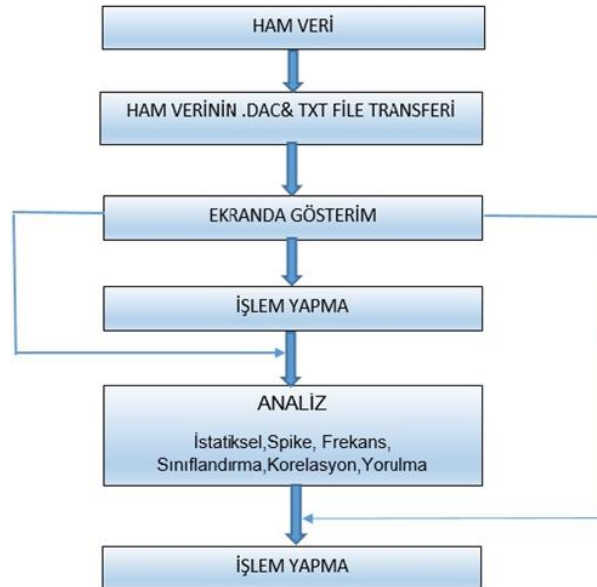 HAM VERİ
HAM VERİNİN .DAC& TXT FİLE TRANSFERİ
EKRANDA GÖSTERİM
İŞLEM YAPMA
ANALİZ
İstatiksel,Spike, Frekans,
Sınıflandırma,Korelasyon,Yorulma
İŞLEM YAPMA